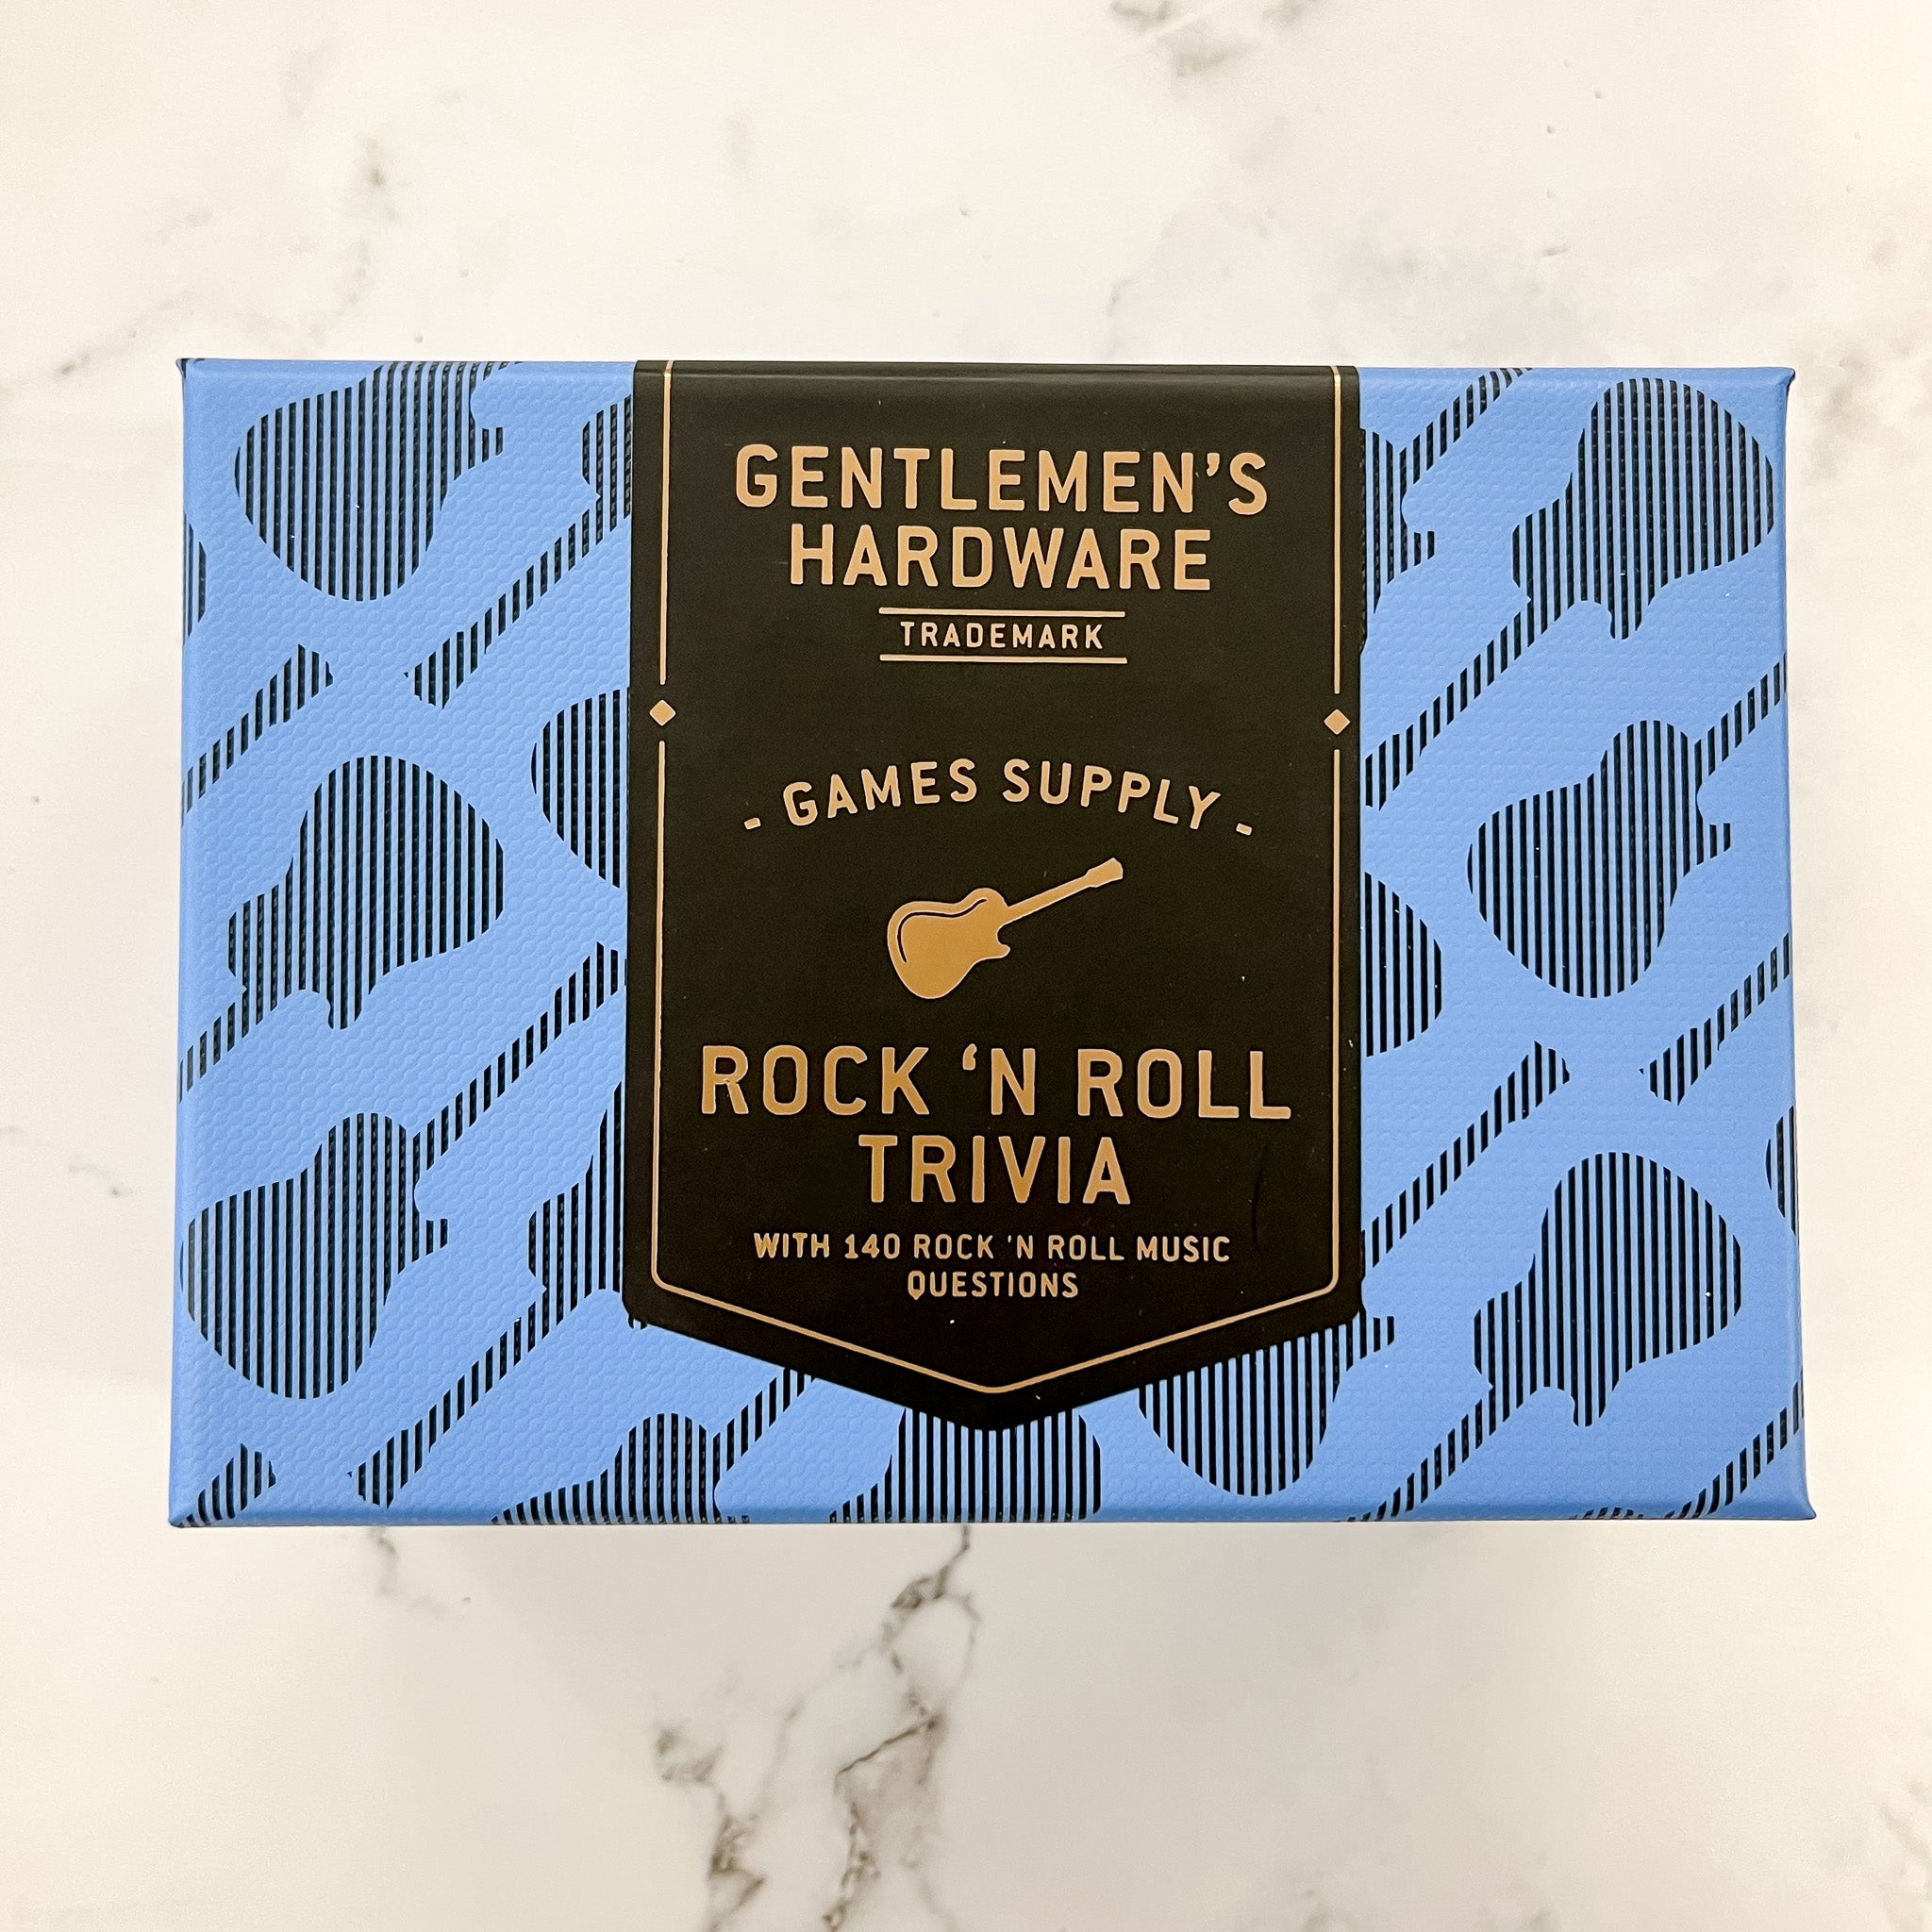 GENTLEMEN'S
HARDWARE
TRADEMARK
- GAMES SUPPLY -
ROCK ‘N ROLL
TRIVIA
WITH 140 ROCK 'N ROLL MUSIC
QUESTIONS